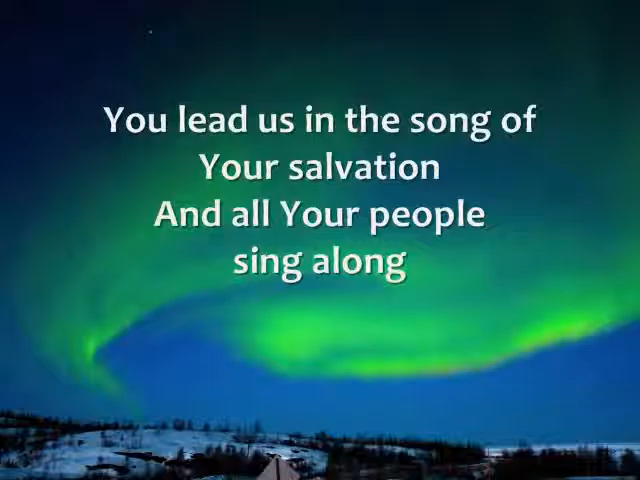 You lead us in the song of
Your salvation
And all Your people
sing along